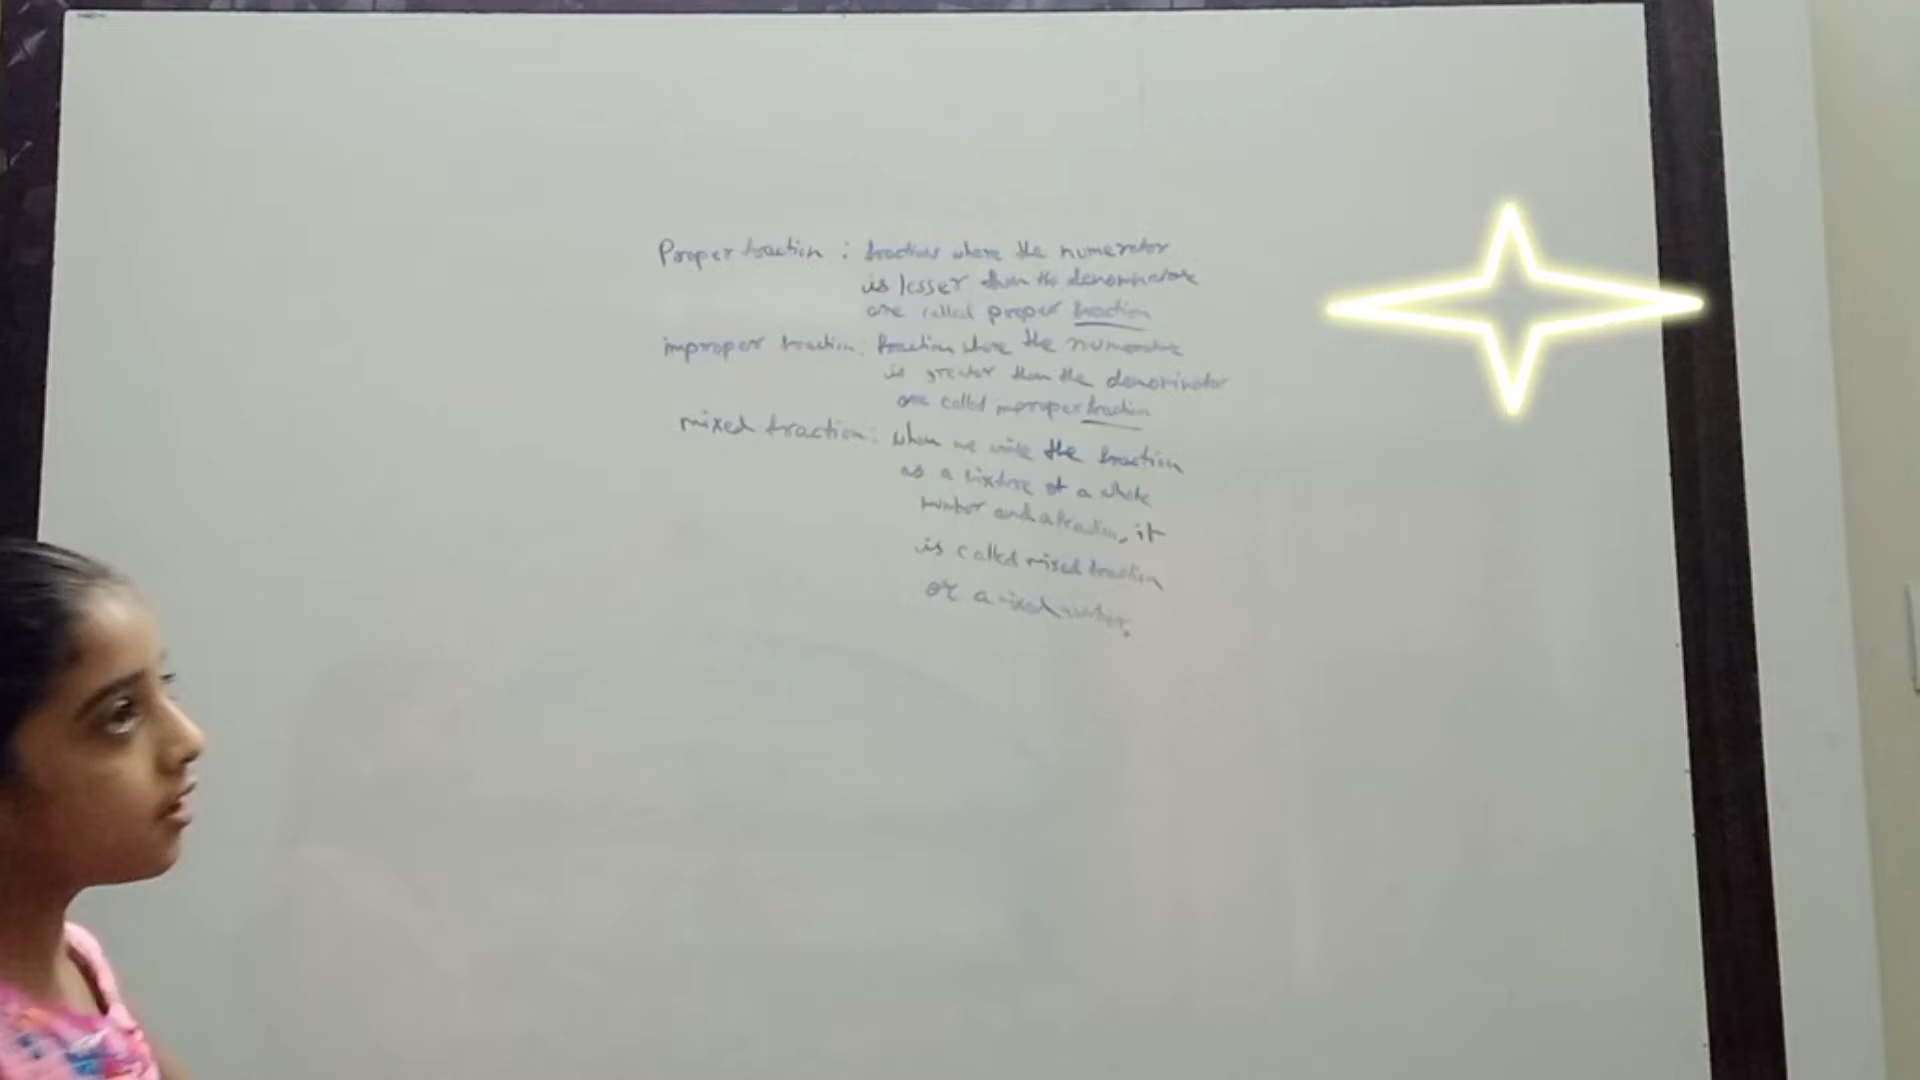 Proper fraction : fractions where the numerator
is lesser than the denominator
are called proper fraction
improper fraction : fraction where the numerator
is greater than the denominator
are called improper fraction
mixed fraction : when we write the fraction
as a mixture of a whole
number and a fraction, it
is called mixed fraction
or a mixed number.